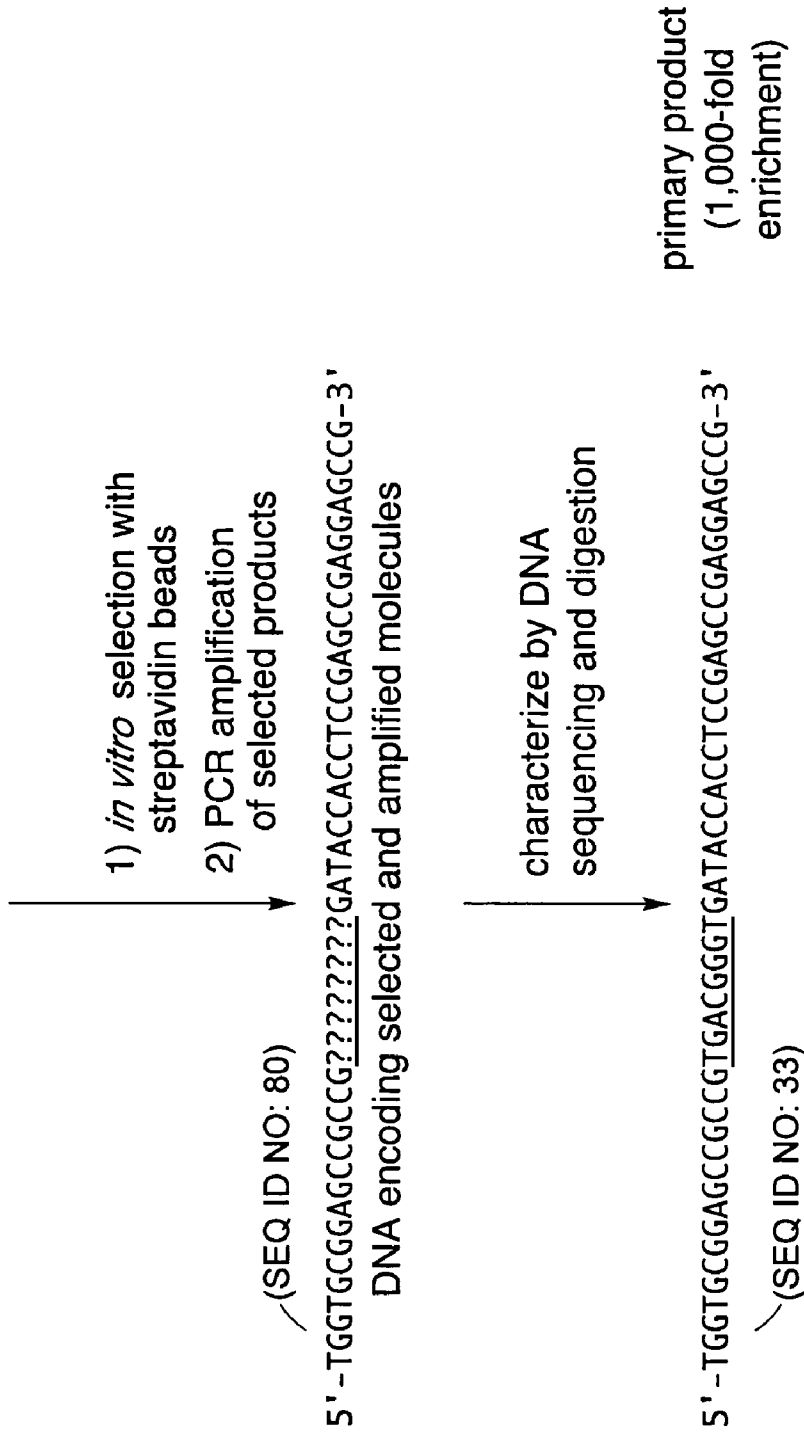 1) in vitro selection with
streptavidin beads
2) PCR amplification
of selected products
(SEQ ID NO: 80)
5'-TGGTGCGGAGCCGCCG????????GATACCACCTCCGAGCCGAGGAGCCG-3'
DNA encoding selected and amplified molecules
characterize by DNA
sequencing and digestion
primary product
(1,000-fold
enrichment)
5'-TGGTGCGGAGCCGCCGTGACGGGTGATACCACCTCCGAGCCGAGGAGCCG-3'
(SEQ ID NO: 33)